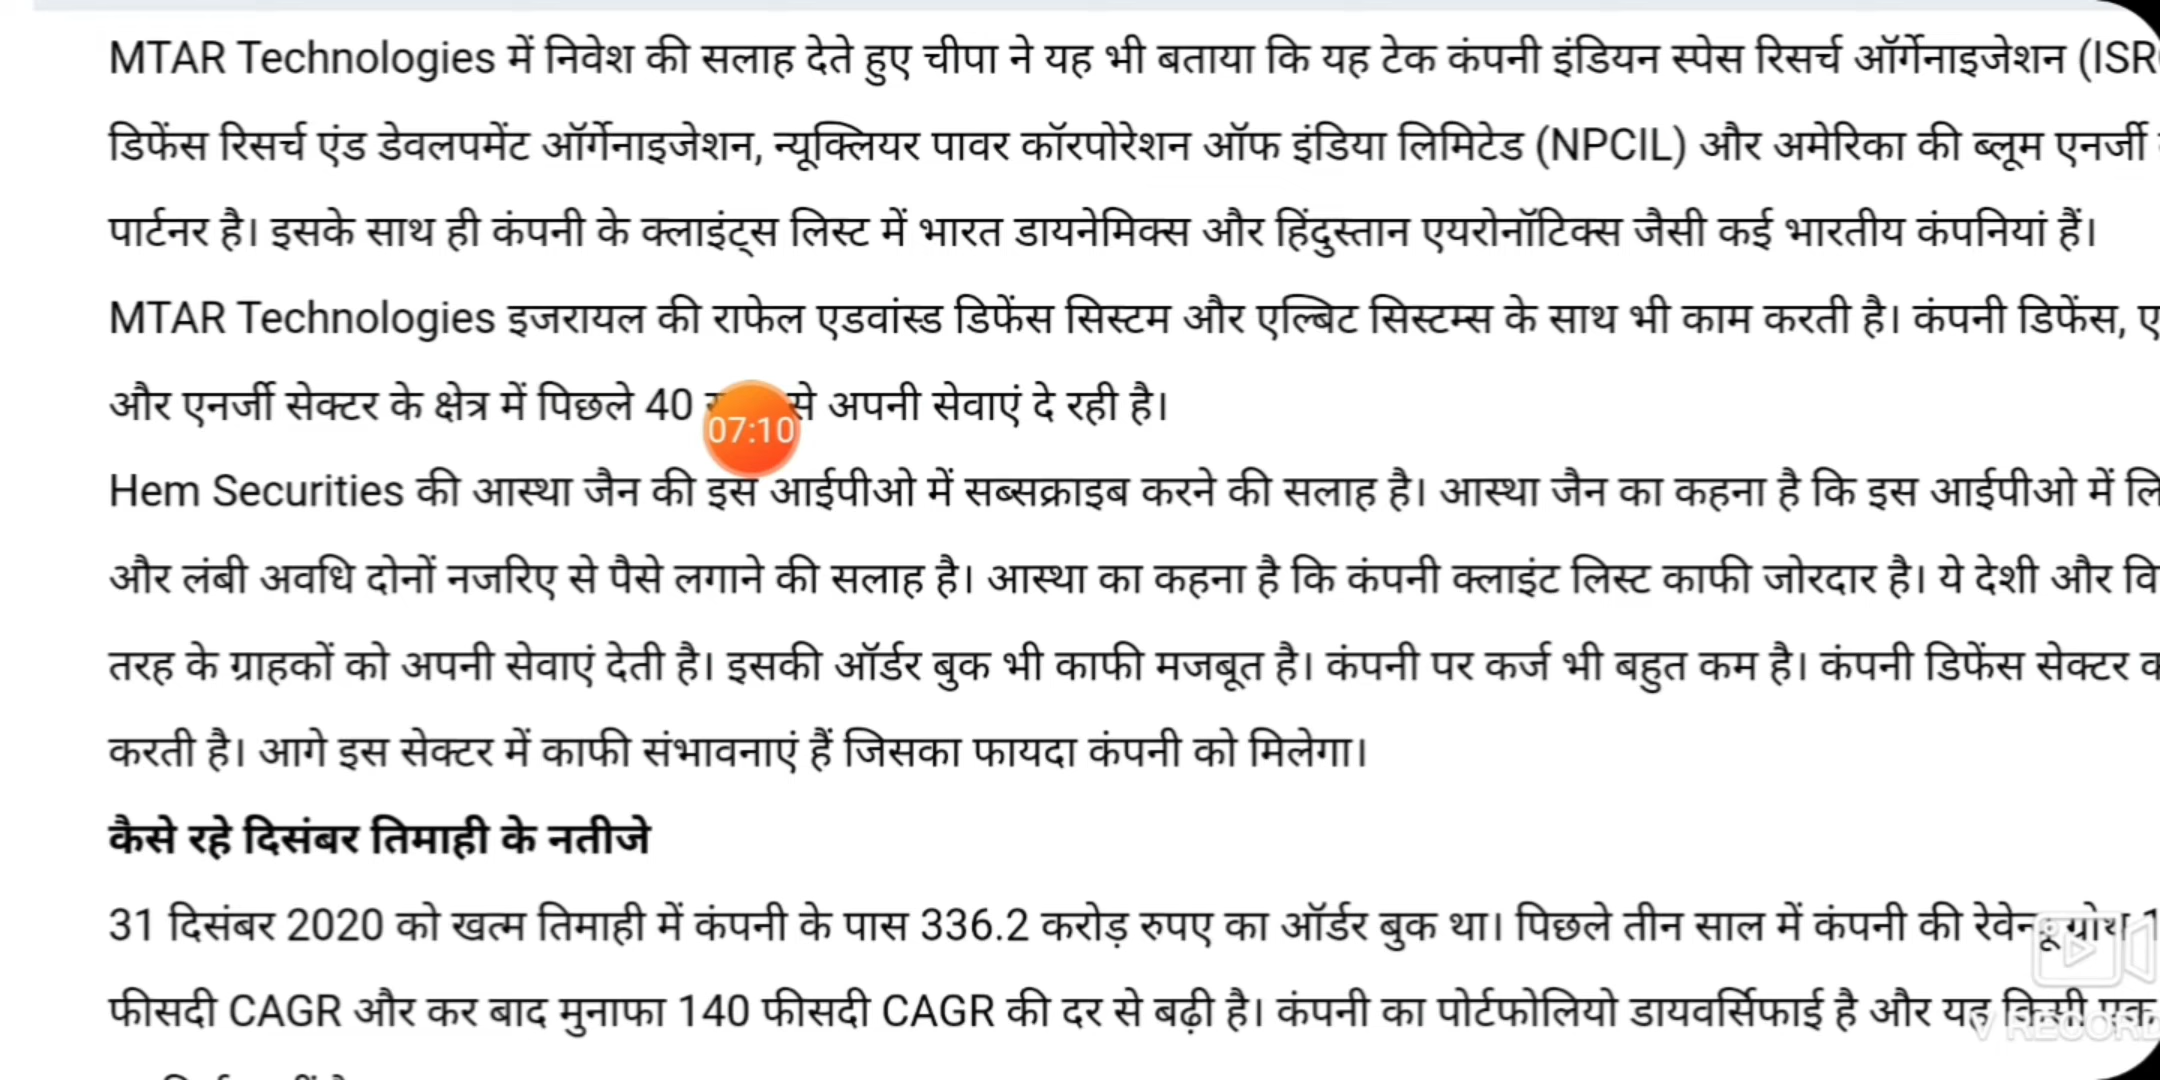 MTAR Technologies में निवेश की सलाह देते हुए चीपा ने यह भी बताया कि यह टेक कंपनी इंडियन स्पेस रिसर्च ऑर्गेनाइजेशन (ISR
डिफेंस रिसर्च एंड डेवलपमेंट ऑर्गेनाइजेशन, न्यूक्लियर पावर कॉरपोरेशन ऑफ इंडिया लिमिटेड (NPCIL) और अमेरिका की ब्लूम एनर्जी
पार्टनर है। इसके साथ ही कंपनी के क्लाइंट्स लिस्ट में भारत डायनेमिक्स और हिंदुस्तान एयरोनॉटिक्स जैसी कई भारतीय कंपनियां हैं।
MTAR Technologies इजरायल की राफेल एडवांस्ड डिफेंस सिस्टम और एल्बिट सिस्टम्स के साथ भी काम करती है। कंपनी डिफेंस, ए
और एनर्जी सेक्टर के क्षेत्र में पिछले 40 से अपनी सेवाएं दे रही है।
07:10
Hem Securities की आस्था जैन की इस आईपीओ में सब्सक्राइब करने की सलाह है। आस्था जैन का कहना है कि इस आईपीओ में लि
और लंबी अवधि दोनों नजरिए से पैसे लगाने की सलाह है। आस्था का कहना है कि कंपनी क्लाइंट लिस्ट काफी जोरदार है। ये देशी और वि
तरह के ग्राहकों को अपनी सेवाएं देती है। इसकी ऑर्डर बुक भी काफी मजबूत है। कंपनी पर कर्ज भी बहुत कम है। कंपनी डिफेंस सेक्टर
करती है। आगे इस सेक्टर में काफी संभावनाएं हैं जिसका फायदा कंपनी को मिलेगा।
कैसे रहे दिसंबर तिमाही के नतीजे
31 दिसंबर 2020 को खत्म तिमाही में कंपनी के पास 336.2 करोड़ रुपए का ऑर्डर बुक था। पिछले तीन साल में कंपनी की रेवेन्यू ग्रोथ 1
फीसदी CAGR और कर बाद मुनाफा 140 फीसदी CAGR की दर से बढ़ी है। कंपनी का पोर्टफोलियो डायवर्सिफाई है और यह किसी एक
V RECORD